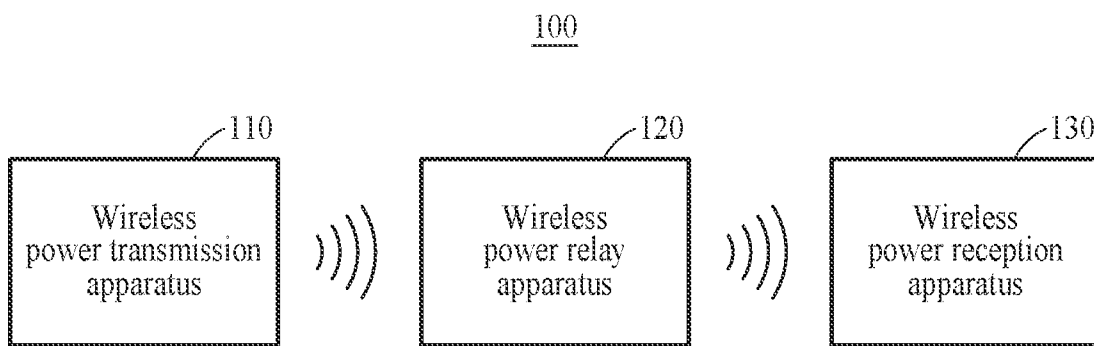 100
110
120
130
Wireless
power transmission
apparatus
Wireless
power relay
apparatus
Wireless
power reception
apparatus